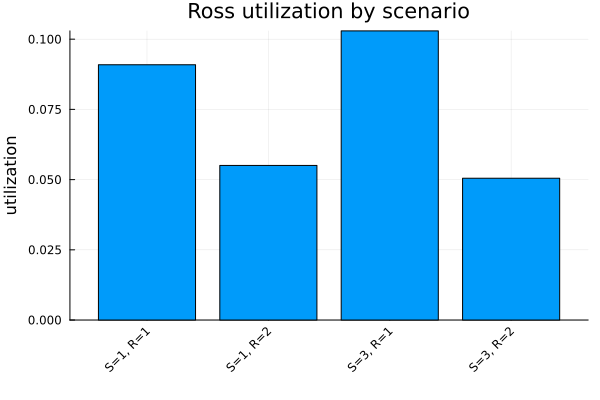 Ross utilization by scenario
utilization
0.100
0.075
0.050
0.025
0.000
S=1, R=1
S=1, R=2
S=3, R=1
S=3, R=2